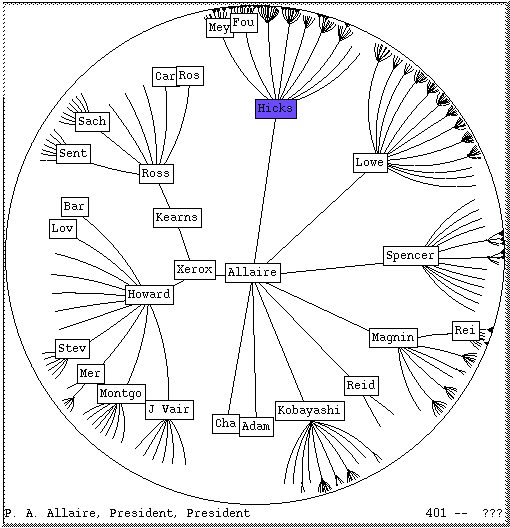 Mey
Fou
Car
Ros
Hicks
Sach
Sent
Lowe
Ross
Bar
Kearns
Lov
Spencer
Xerox
Allaire
Howard
Rei
Magnin
Stev
Mer
Reid
Montgo
J Vair
Kobayashi
Cha
Adam
P. A. Allaire, President, President
401 -- ???